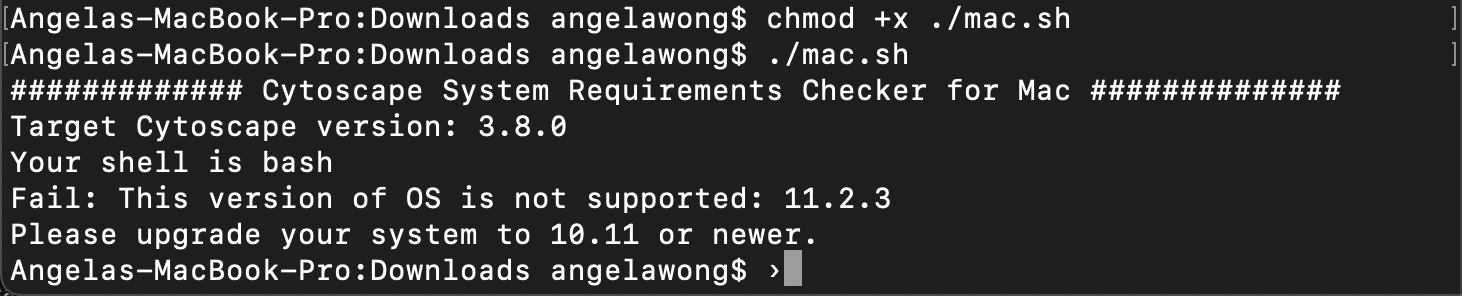 [Angelas-MacBook-Pro:Downloads angelawong$ chmod +x ./mac.sh ]
[Angelas-MacBook-Pro:Downloads angelawong$ ./mac.sh ]
############# Cytoscape System Requirements Checker for Mac ##############
Target Cytoscape version: 3.8.0
Your shell is bash
Fail: This version of OS is not supported: 11.2.3
Please upgrade your system to 10.11 or newer.
Angelas-MacBook-Pro:Downloads angelawong$ ›